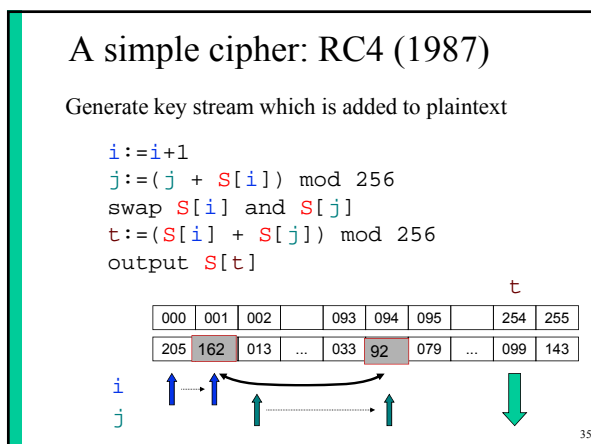 A simple cipher: RC4 (1987)
Generate key stream which is added to plaintext
i:=i+1
j:=(j + S[i]) mod 256
swap S[i] and S[j]
t:=(S[i] + S[j]) mod 256
output S[t]
t
000 001 002 093 094 095 254 255
205 162 013 ... 033 92 079 ... 099 143
i
j
35